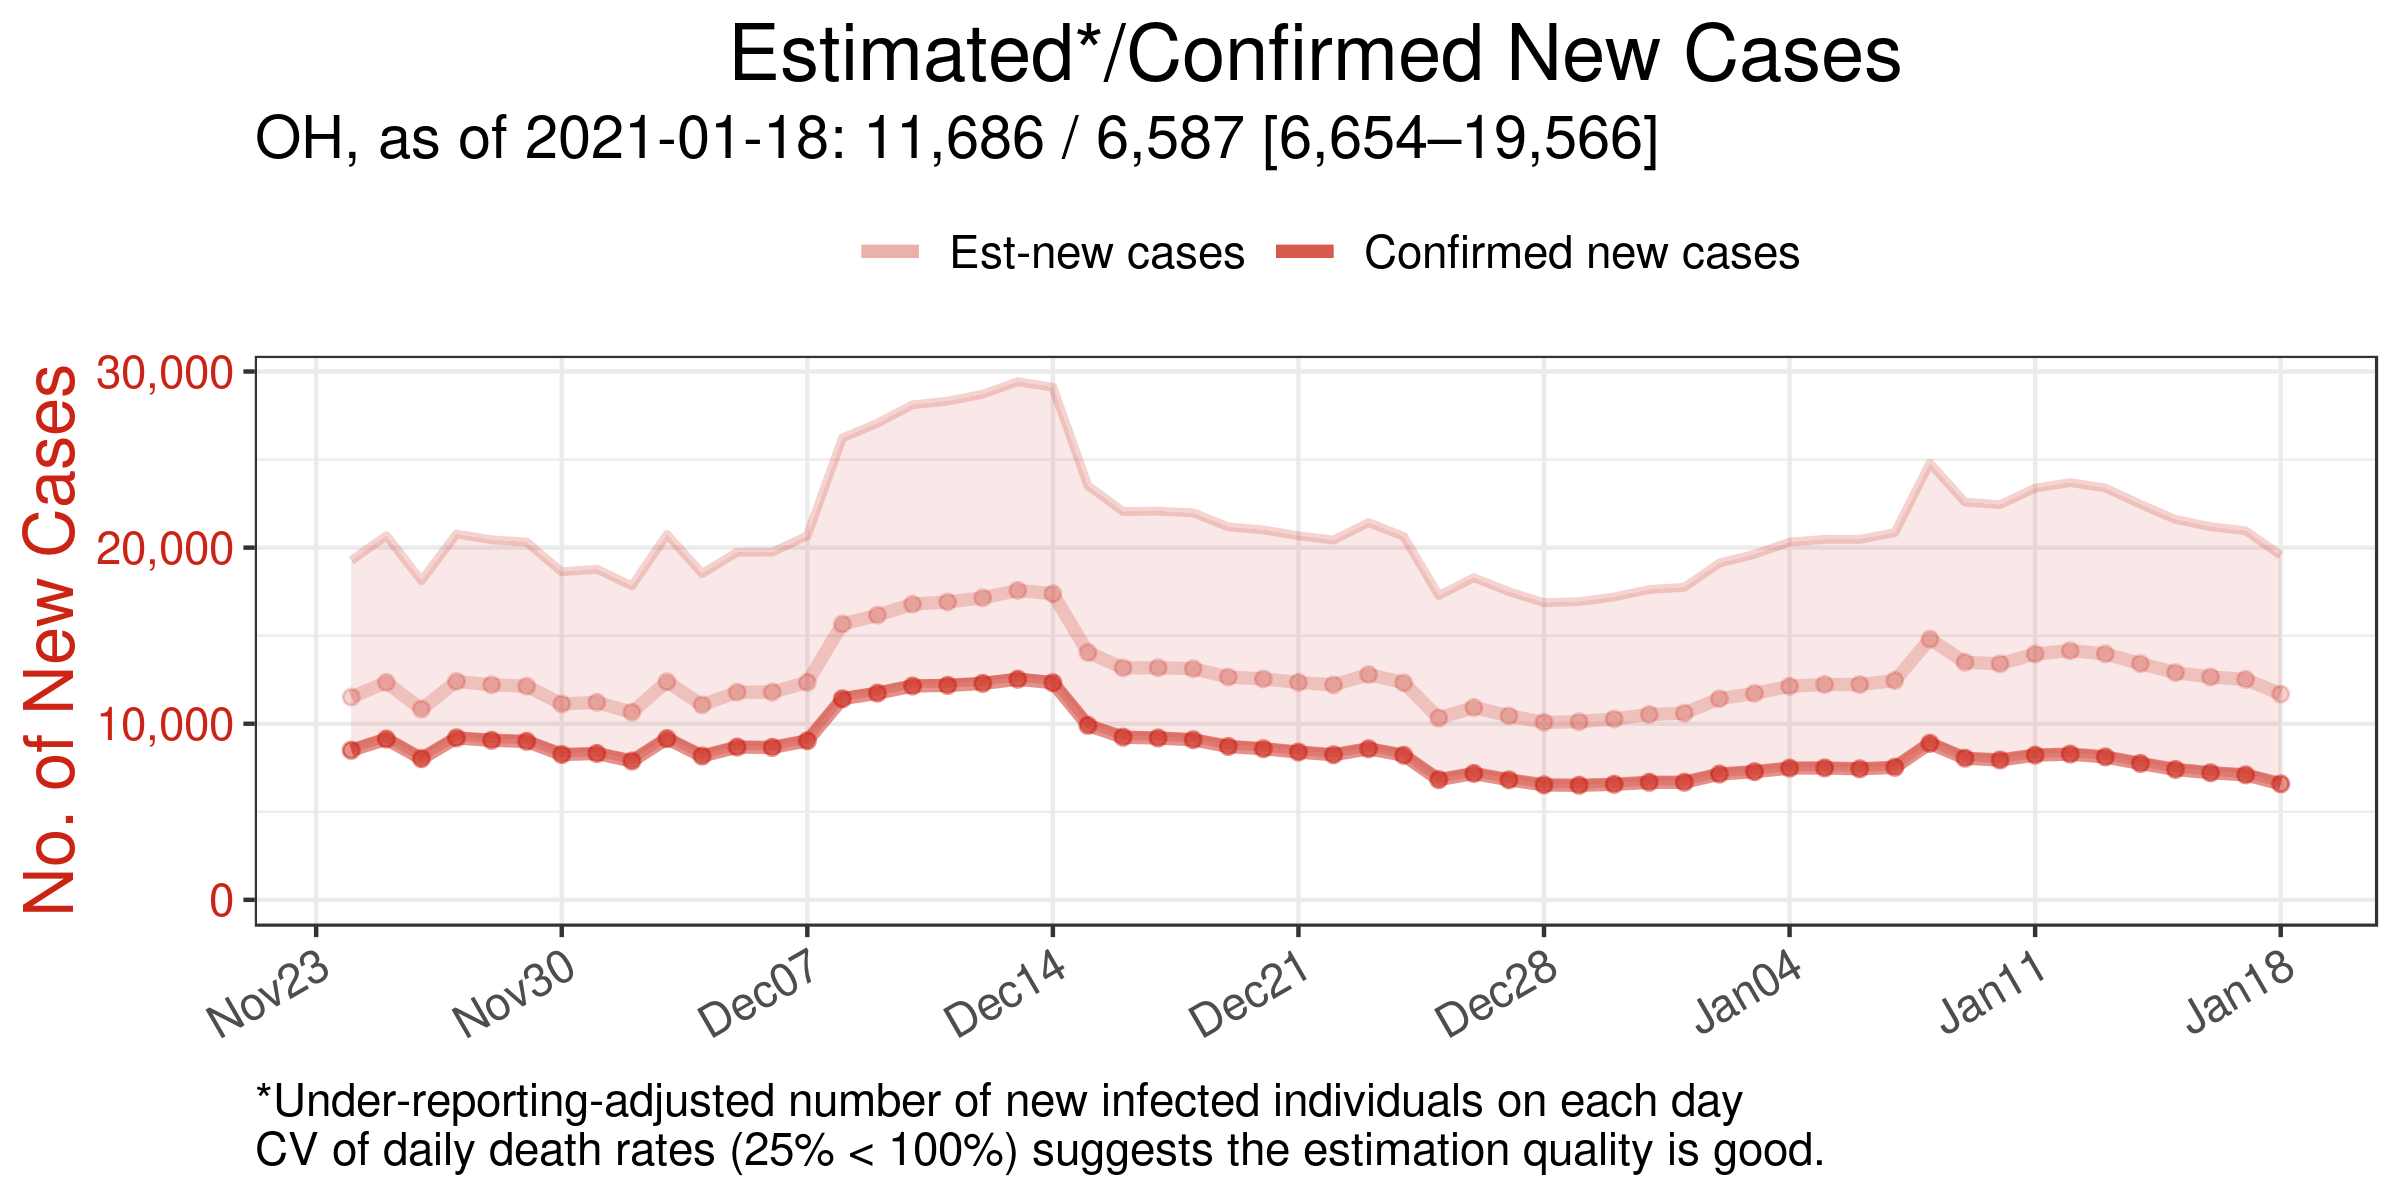 Estimated*/Confirmed New Cases
OH, as of 2021-01-18: 11,686 / 6,587 [6,654–19,566]
Est-new cases Confirmed new cases
No. of New Cases
30,000
20,000
10,000
0
Nov23 Nov30 Dec07 Dec14 Dec21 Dec28 Jan04 Jan11 Jan18
*Under-reporting-adjusted number of new infected individuals on each day
CV of daily death rates (25% < 100%) suggests the estimation quality is good.